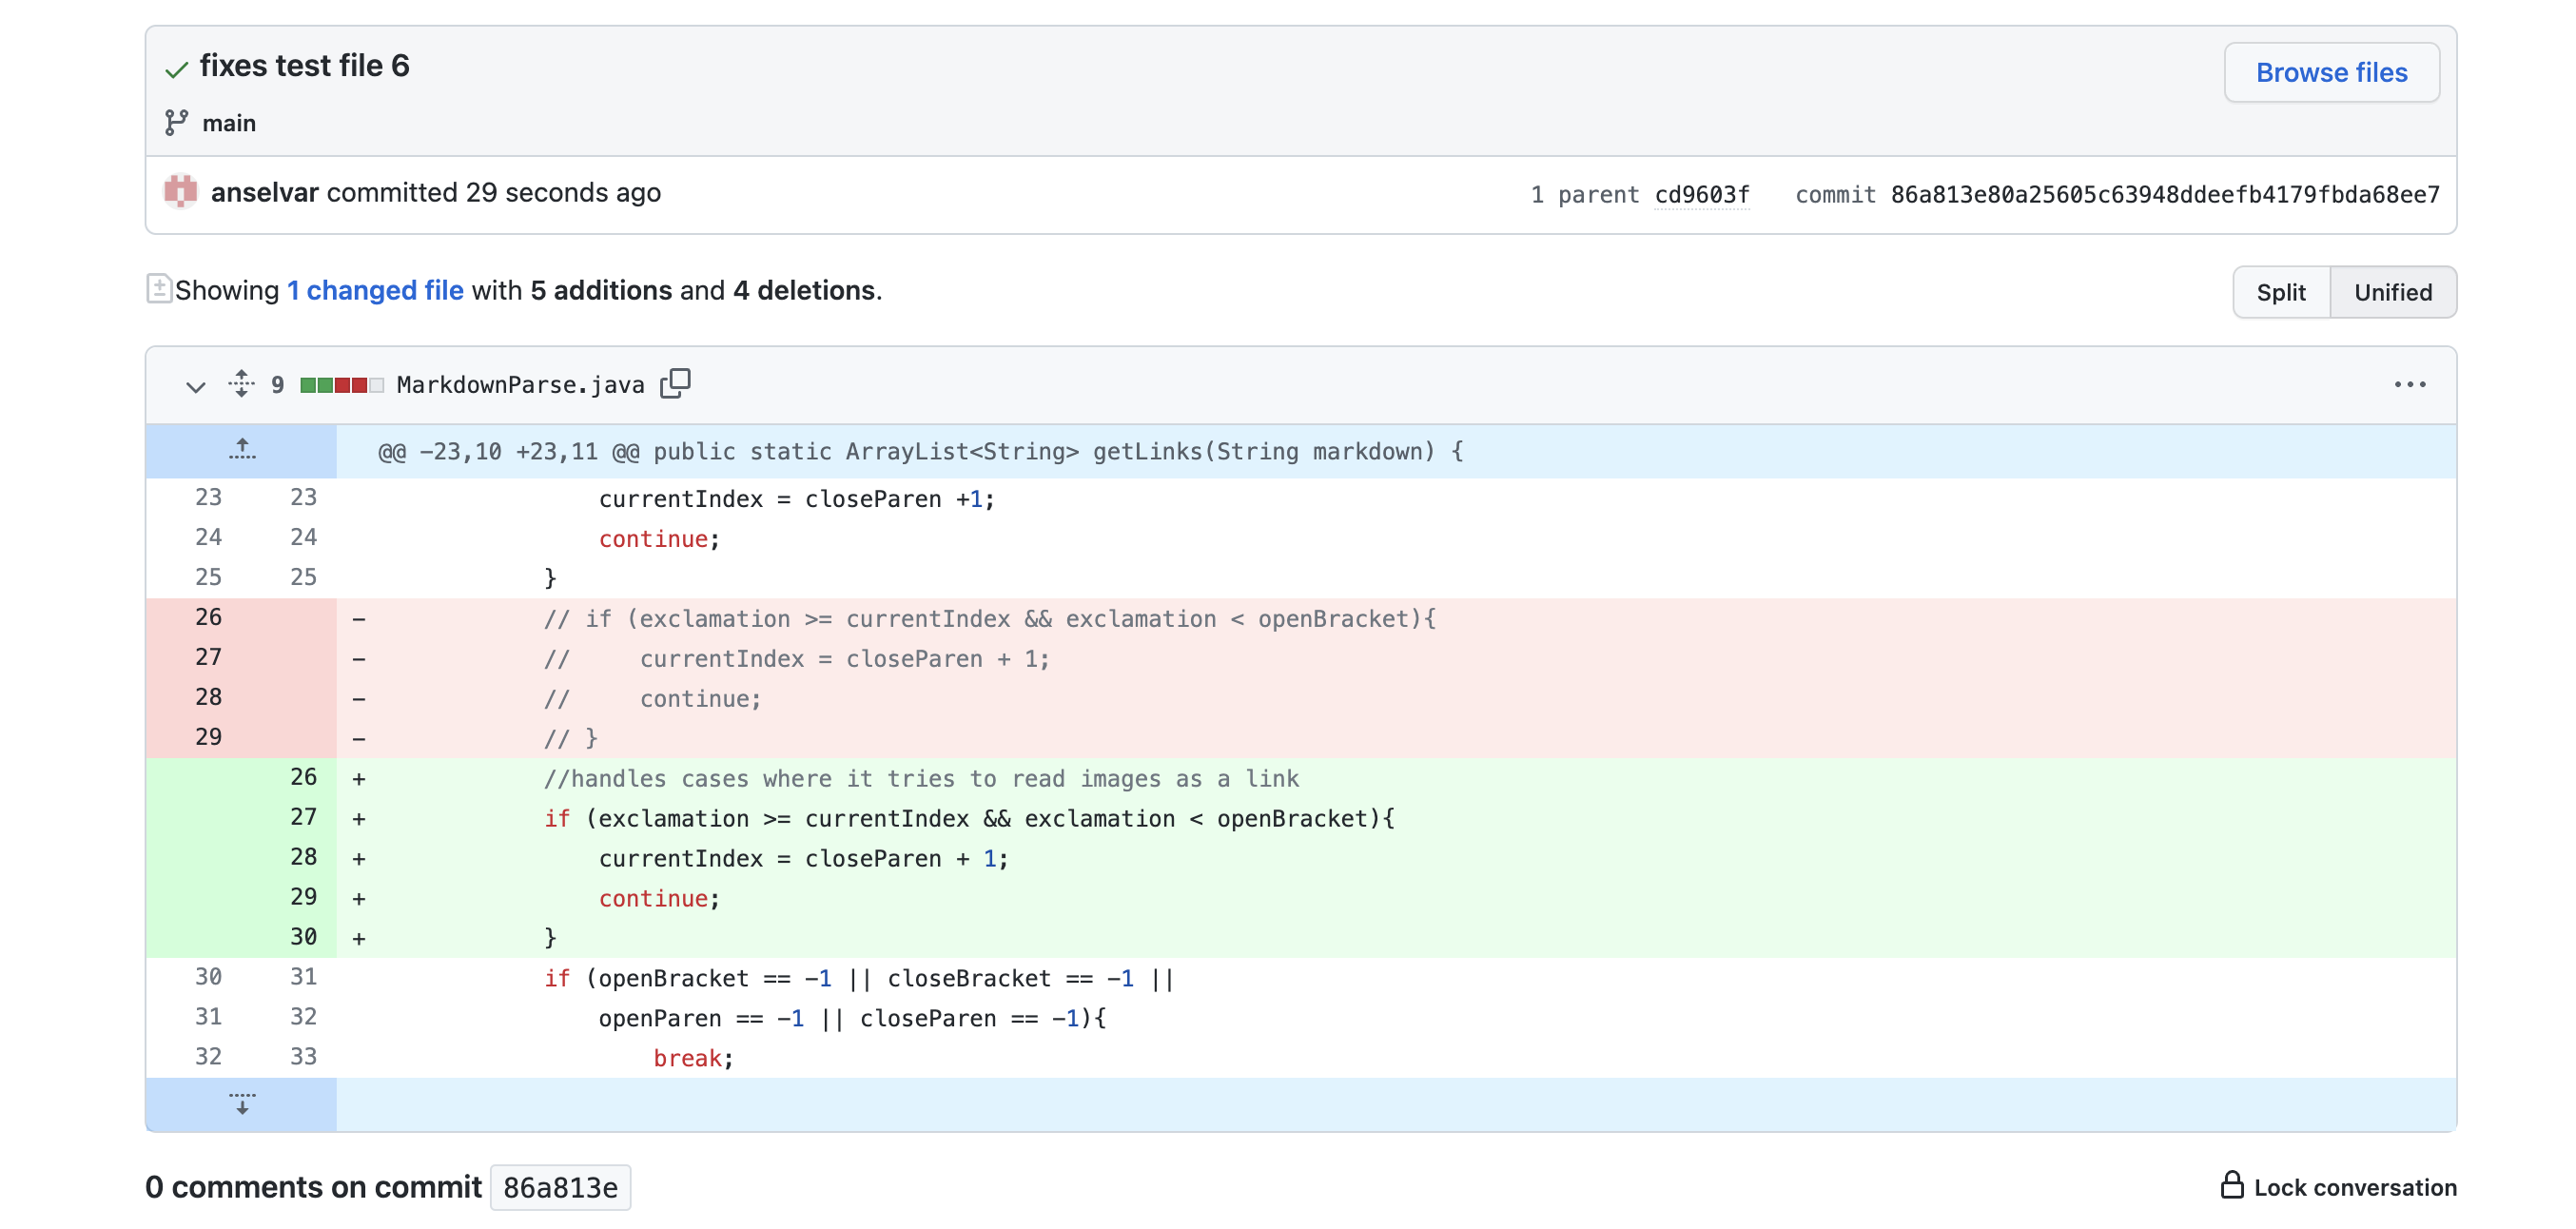 fixes test file 6
Browse files
main
anselvar committed 29 seconds ago
1 parent cd9603f commit 86a813e80a25605c63948ddeefb4179fbda68ee7
Showing 1 changed file with 5 additions and 4 deletions.
Split Unified
9 MarkdownParse.java
@@ -23,10 +23,11 @@ public static ArrayList<String> getLinks(String markdown) {
23 23 currentIndex = closeParen +1;
24 24 continue;
25 25 }
26 - // if (exclamation >= currentIndex && exclamation < openBracket){
27 - // currentIndex = closeParen + 1;
28 - // continue;
29 - // }
26 + //handles cases where it tries to read images as a link
27 + if (exclamation >= currentIndex && exclamation < openBracket){
28 + currentIndex = closeParen + 1;
29 + continue;
30 + }
30 31 if (openBracket == -1 || closeBracket == -1 ||
31 32 openParen == -1 || closeParen == -1){
32 33 break;
0 comments on commit 86a813e
Lock conversation